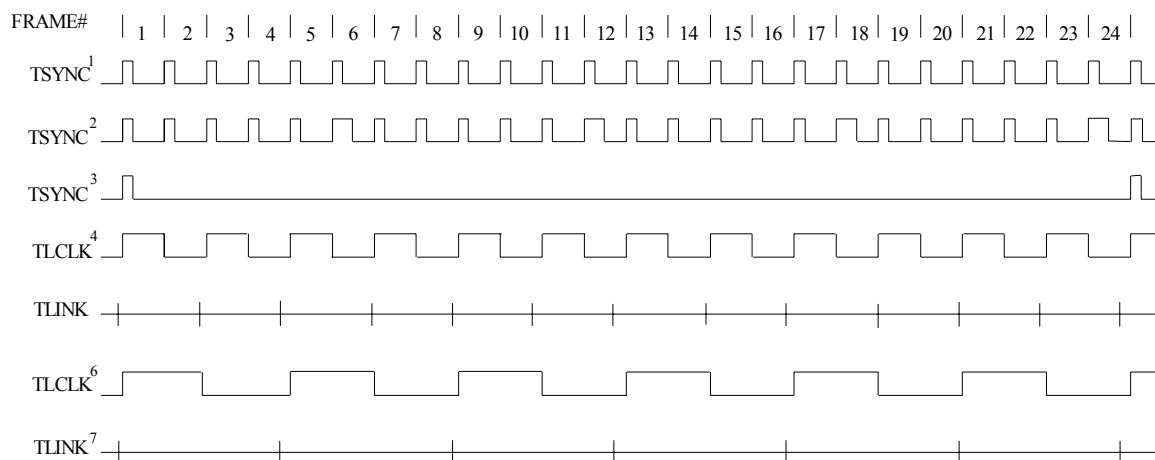 FRAME# 1 2 3 4 5 6 7 8 9 10 11 12 13 14 15 16 17 18 19 20 21 22 23 24
TSYNC1
TSYNC2
TSYNC3
TLCLK4
TLINK
TLCLK6
TLINK7